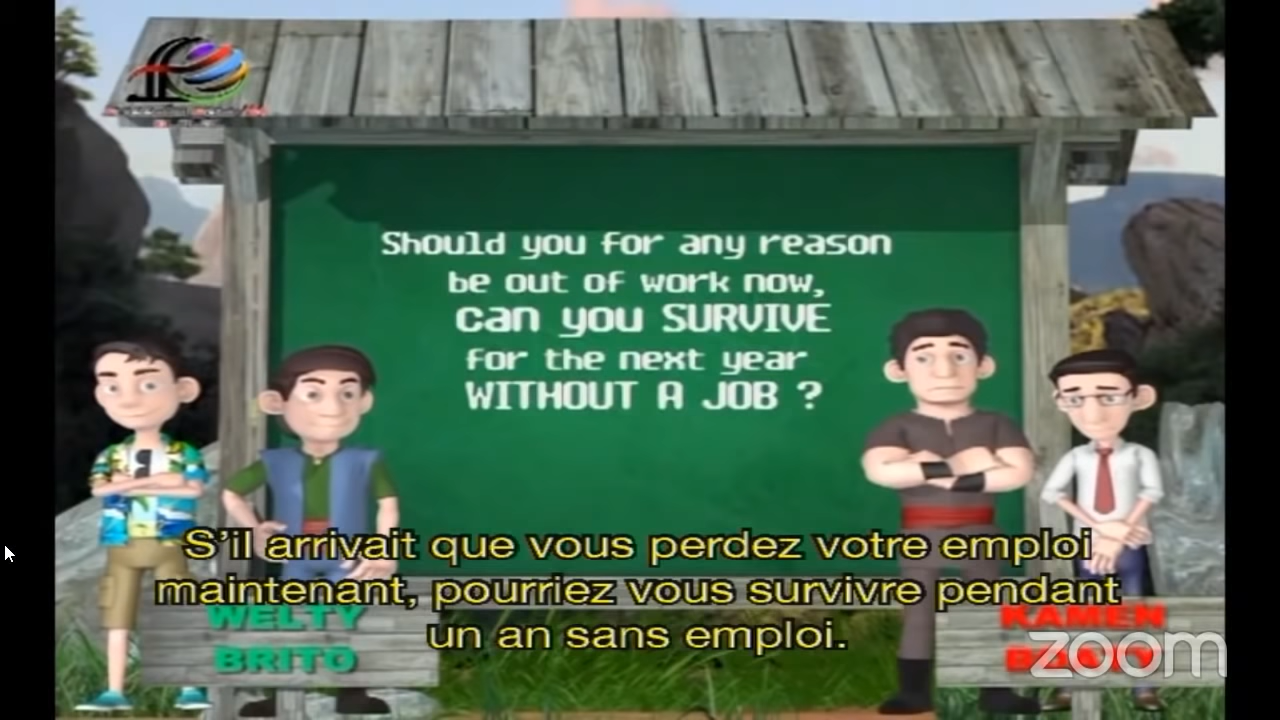 Should you for any reason
be out of work now,
can you SURVIVE
for the next year
WITHOUT A JOB ?
S'il arrivait que vous perdez votre emploi
maintenant, pourriez vous survivre pendant
un an sans emploi.
WELTY
BRITO
KAMEN
zoom